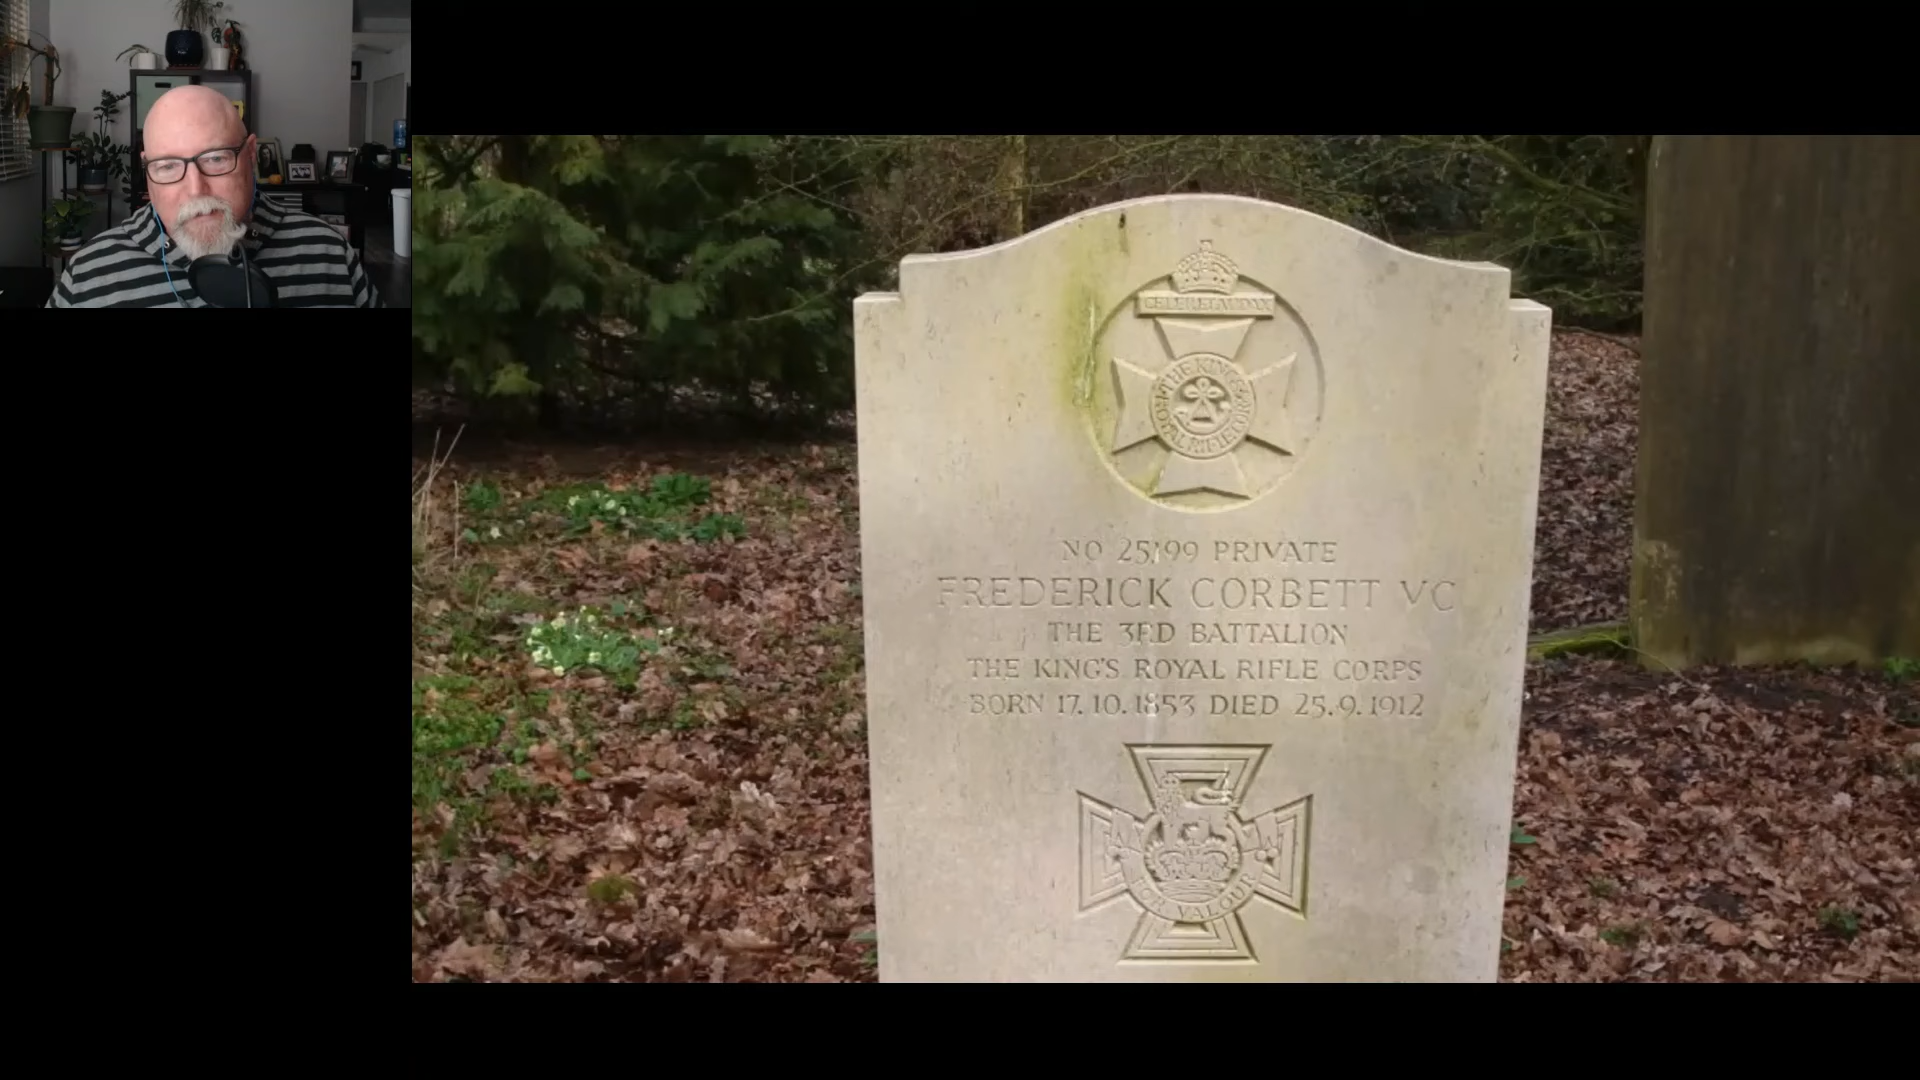 CELER ET AUDAX
THE KING'S ROYAL RIFLE CORPS
NO 25199 PRIVATE
FREDERICK CORBETT VC
THE 3RD BATTALION
THE KING'S ROYAL RIFLE CORPS
BORN 17.10.1853 DIED 25.9.1912
FOR VALOUR